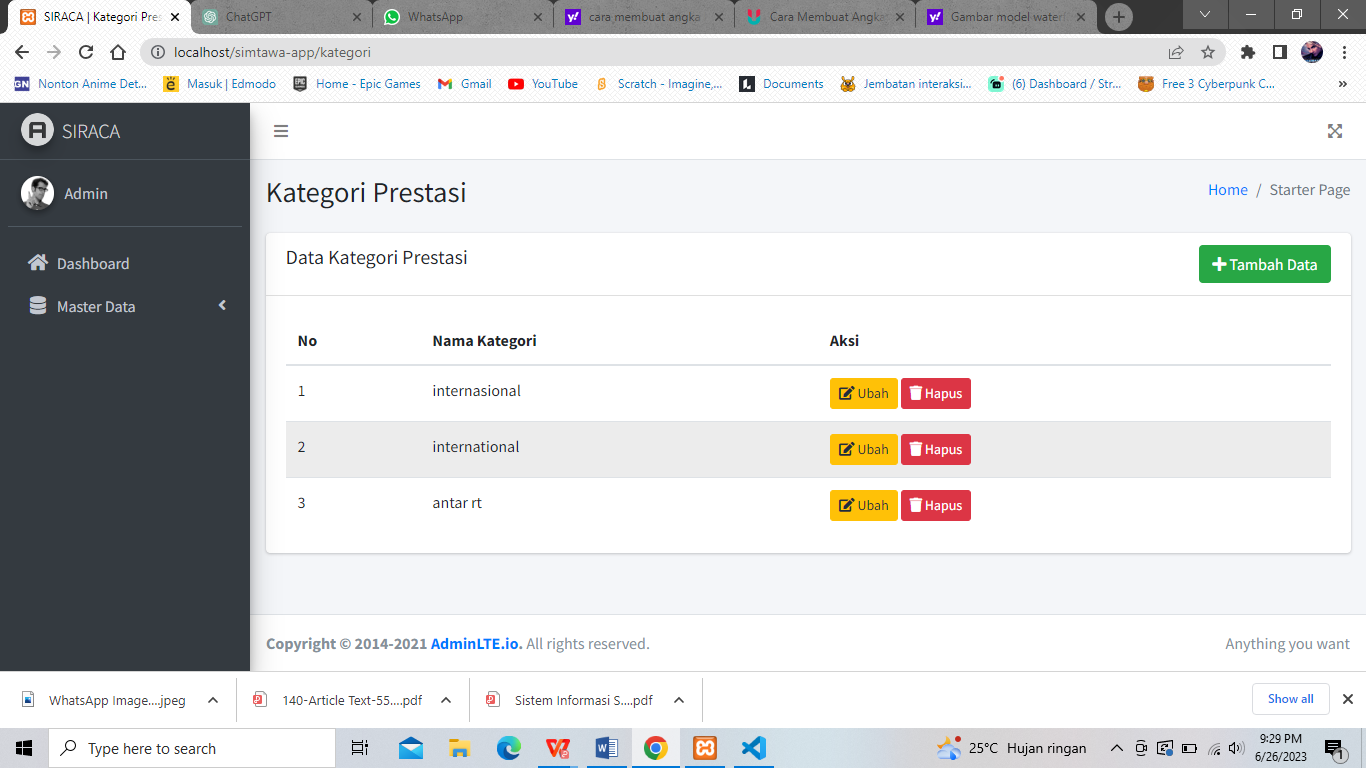 SIRACA | Kategori Pres
ChatGPT
WhatsApp
cara membuat angka
Cara Membuat Angka
Gambar model waterf
localhost/simtawa-app/kategori
Nonton Anime Det...
Masuk | Edmodo
Home - Epic Games
Gmail
YouTube
Scratch - Imagine,...
Documents
Jembatan interaksi...
(6) Dashboard / Str...
Free 3 Cyberpunk C...
»
SIRACA
Admin
Dashboard
Master Data
Kategori Prestasi
Home / Starter Page
Data Kategori Prestasi
Tambah Data
No Nama Kategori Aksi
1 internasional Ubah Hapus
2 international Ubah Hapus
3 antar rt Ubah Hapus
Copyright © 2014-2021 AdminLTE.io. All rights reserved.
Anything you want
WhatsApp Image....jpeg
140-Article Text-55....pdf
Sistem Informasi S....pdf
Show all
Type here to search
25°C Hujan ringan
9:29 PM
6/26/2023
1